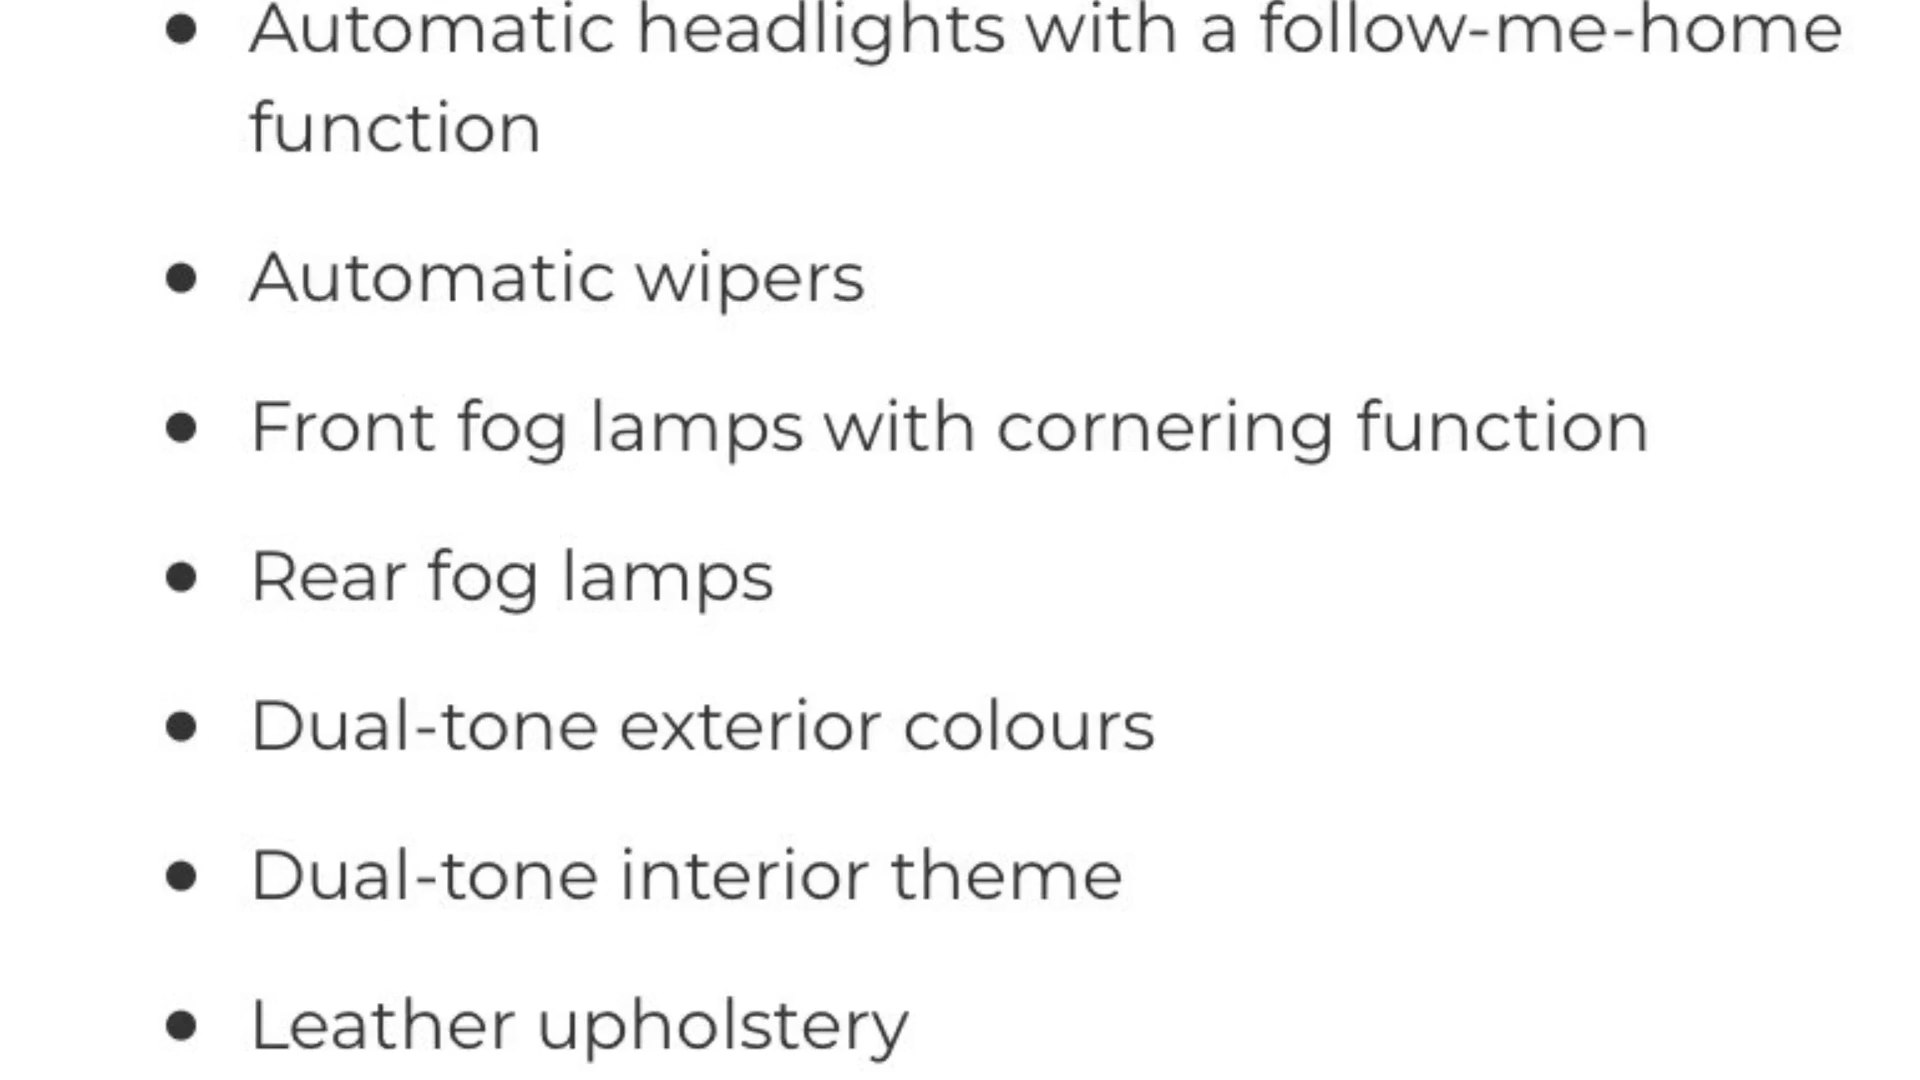 • Automatic headlights with a follow-me-home
function
• Automatic wipers
• Front fog lamps with cornering function
• Rear fog lamps
• Dual-tone exterior colours
• Dual-tone interior theme
• Leather upholstery